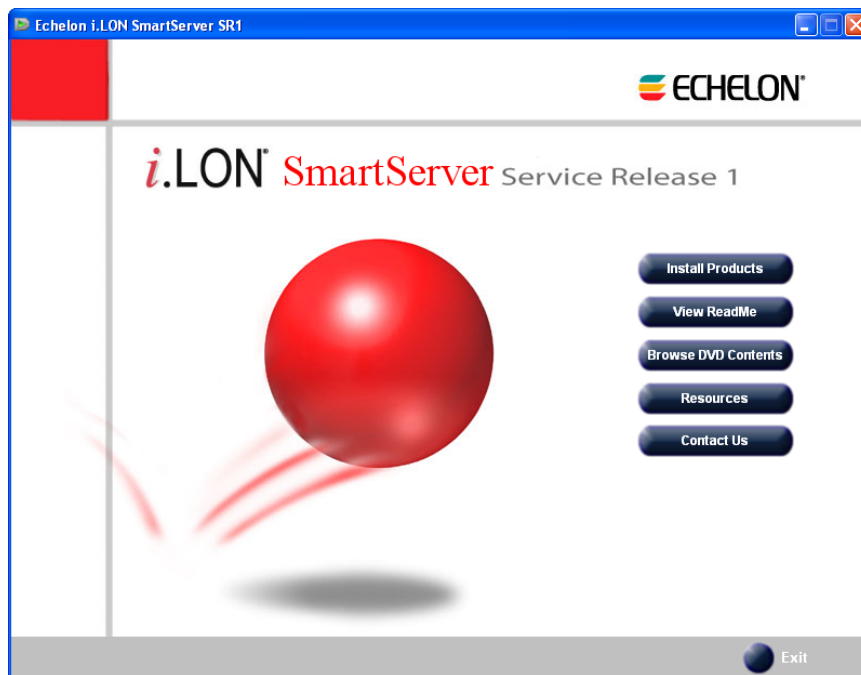 Echelon i.LON SmartServer SR1
ECHELON®
i.LON® SmartServer Service Release 1
Install Products
View ReadMe
Browse DVD Contents
Resources
Contact Us
Exit